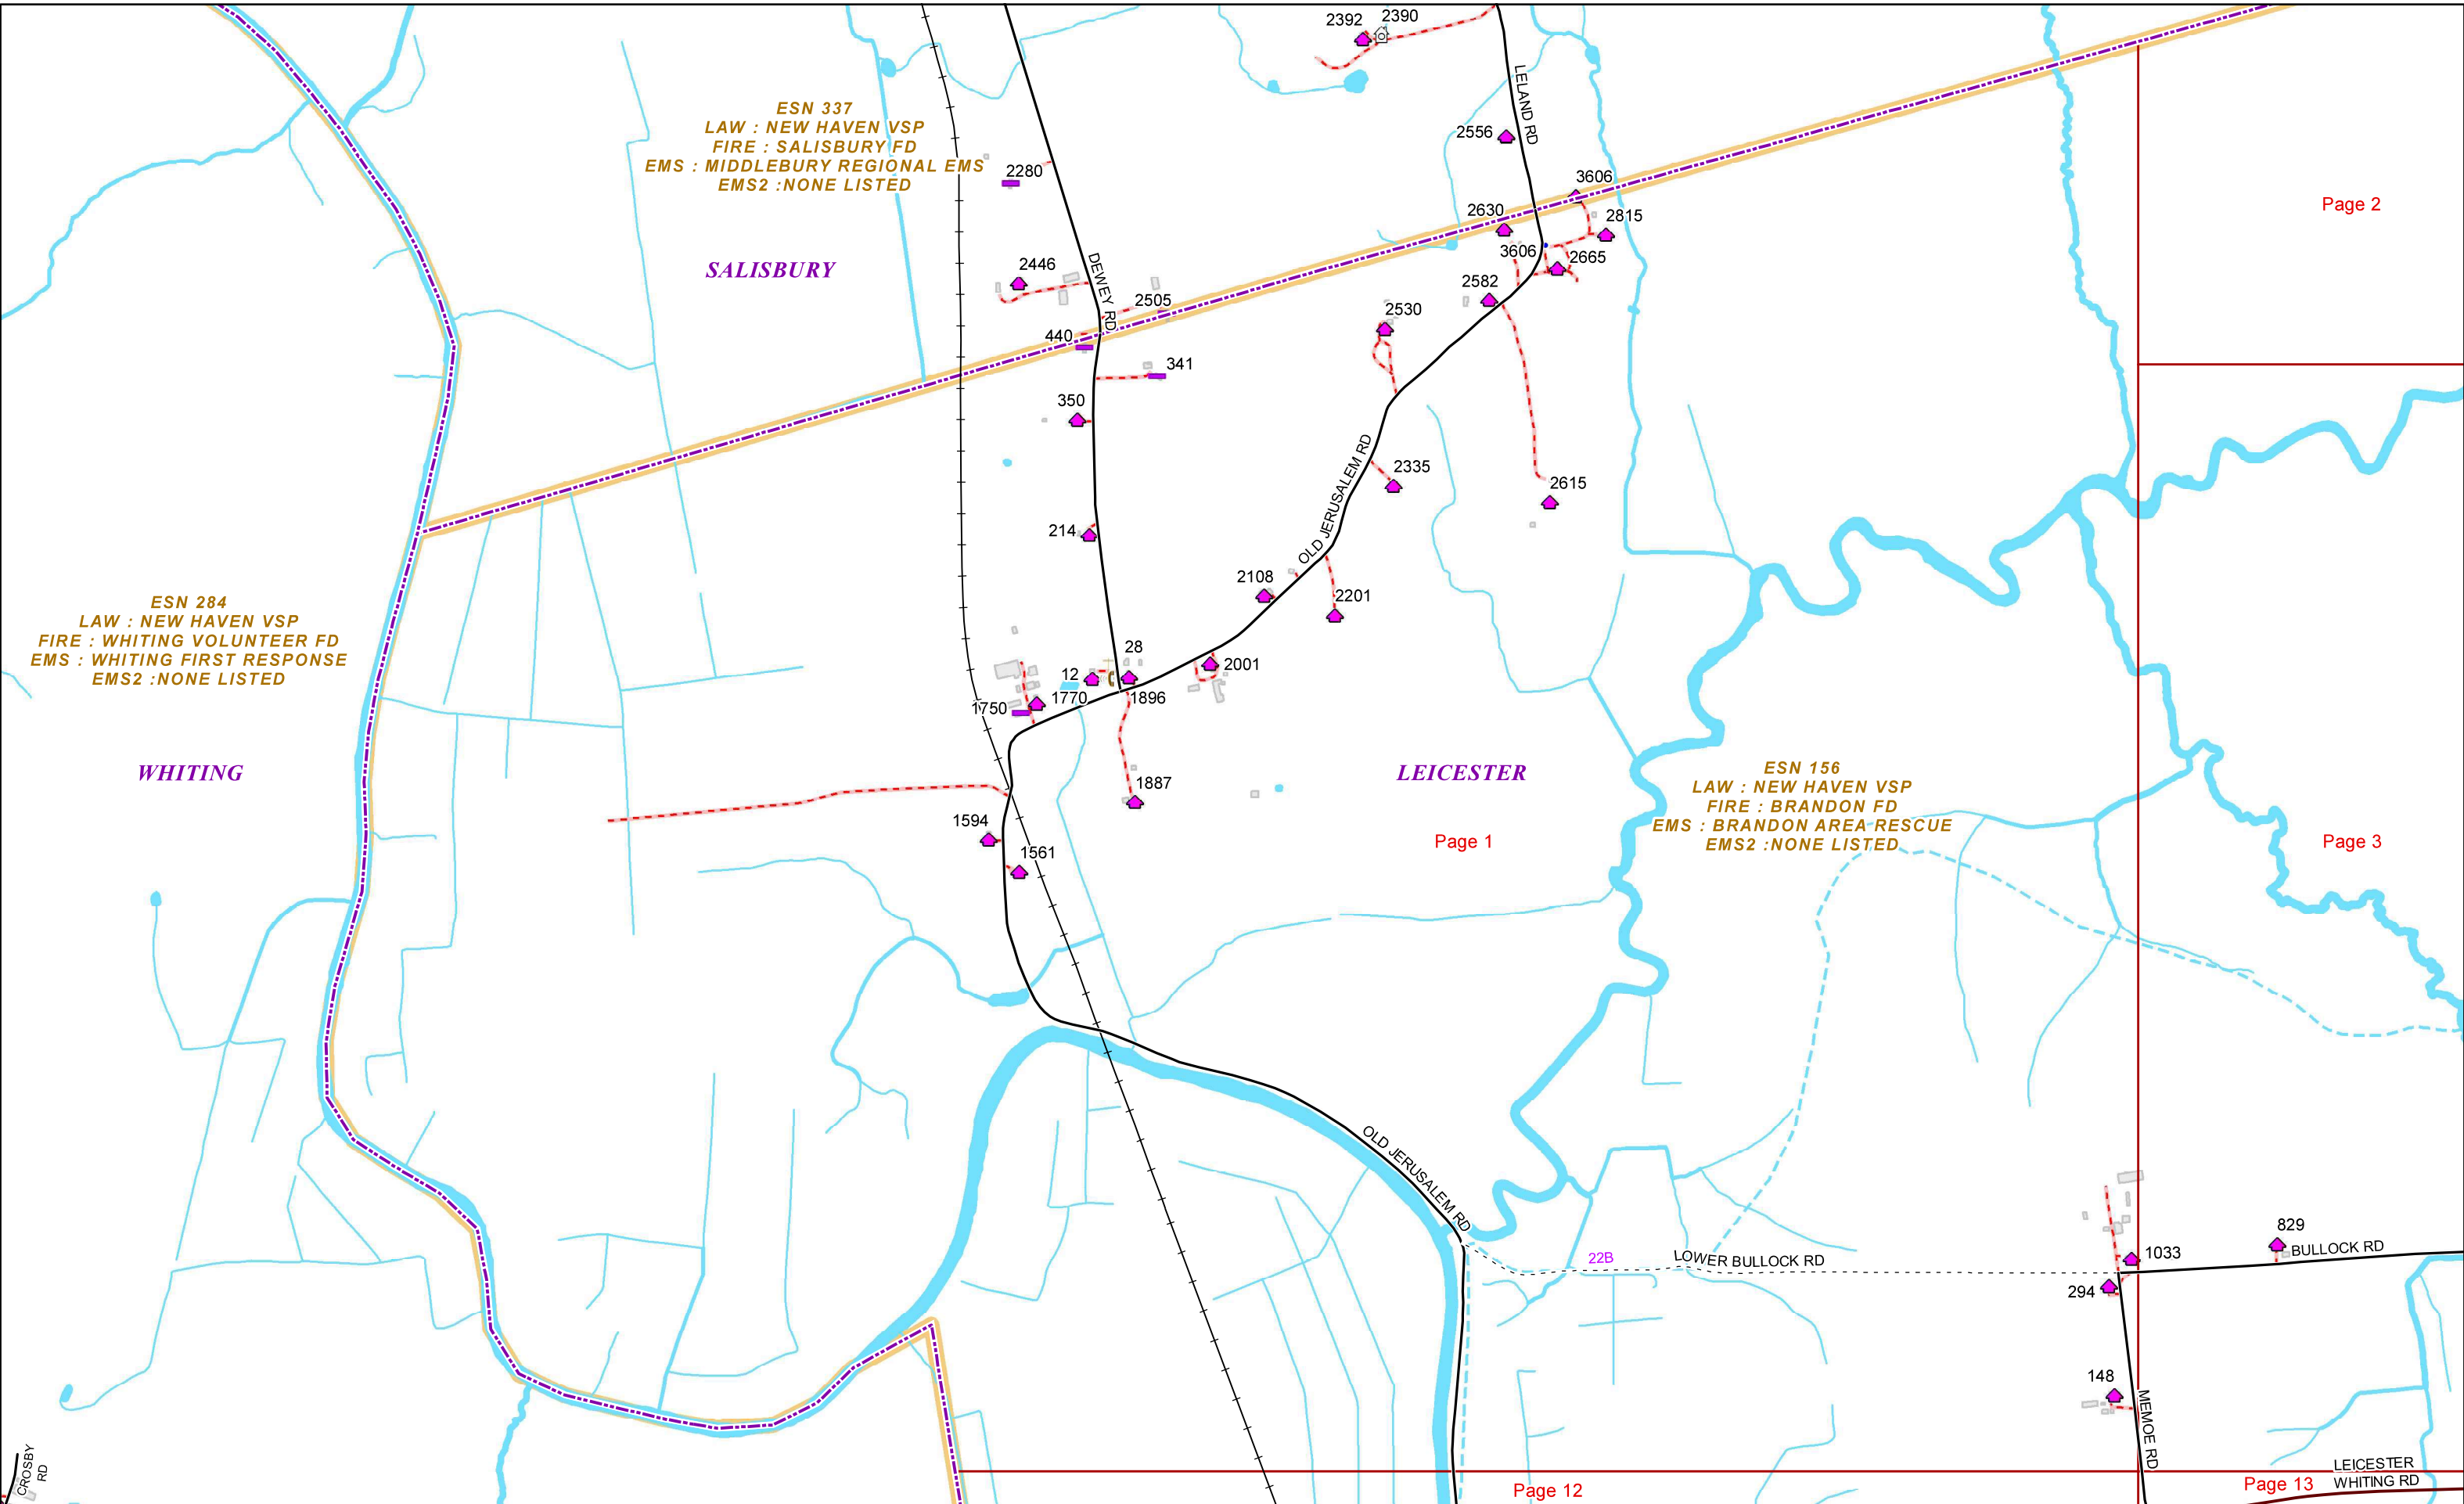 2392
2390
LELAND RD
ESN 337
LAW : NEW HAVEN VSP
FIRE : SALISBURY FD
EMS : MIDDLEBURY REGIONAL EMS
EMS2 :NONE LISTED
2556
2280
3606
Page 2
2630
2815
SALISBURY
2446
DEWEY RD
3606
2665
2582
2505
2530
440
341
350
OLD JERUSALEM RD
2335
2615
214
2108
2201
ESN 284
LAW : NEW HAVEN VSP
FIRE : WHITING VOLUNTEER FD
EMS : WHITING FIRST RESPONSE
EMS2 :NONE LISTED
28
12
2001
1750
1770
1896
WHITING
LEICESTER
ESN 156
LAW : NEW HAVEN VSP
FIRE : BRANDON FD
EMS : BRANDON AREA RESCUE
EMS2 :NONE LISTED
1887
1594
1561
Page 1
Page 3
OLD JERUSALEM RD
22B
LOWER BULLOCK RD
829
BULLOCK RD
1033
294
148
MEMOE RD
CROSBY
RD
LEICESTER
WHITING RD
Page 12
Page 13